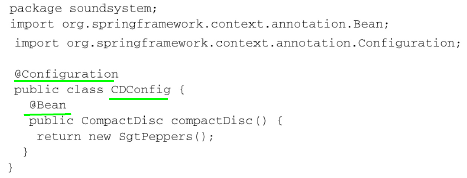 package soundsystem;
import org.springframework.context.annotation.Bean;
import org.springframework.context.annotation.Configuration;
@Configuration
public class CDConfig {
@Bean
public CompactDisc compactDisc() {
return new SgtPeppers();
}
}